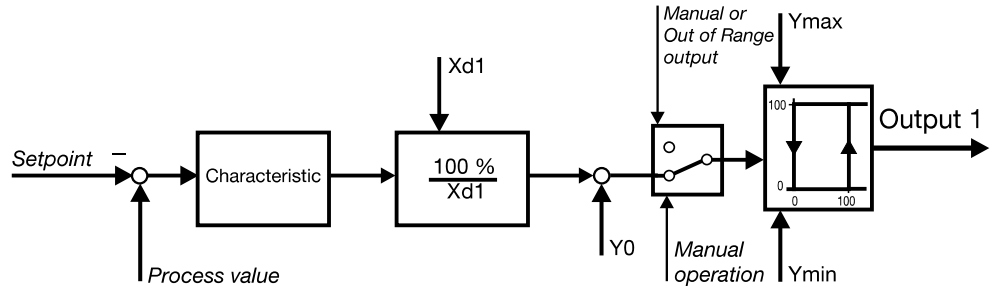 Manual or
Out of Range
output
Ymax
Xd1
Setpoint
−
Characteristic
100 %
Xd1
100
0
0
100
Output 1
Process value
Y0
Manual
operation
Ymin